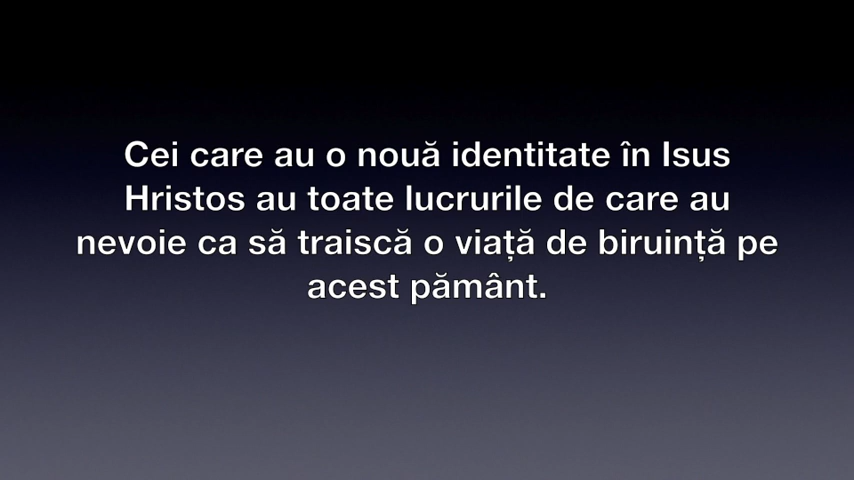 Cei care au o nouă identitate în Isus
Hristos au toate lucrurile de care au
nevoie ca să traiscă o viață de biruință pe
acest pământ.